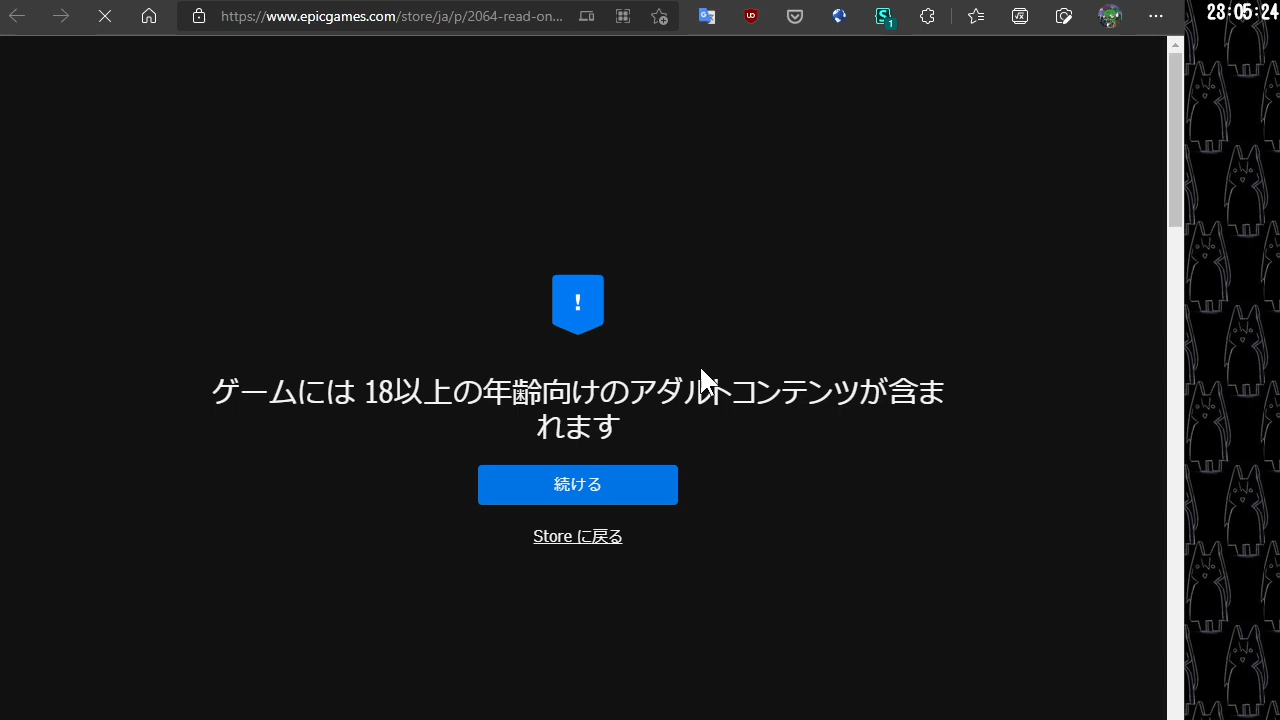 https://www.epicgames.com/store/ja/p/2064-read-on...
1
23:05:24
!
ゲームには 18以上の年齢向けのアダルトコンテンツが含ま
れます
続ける
Store に戻る